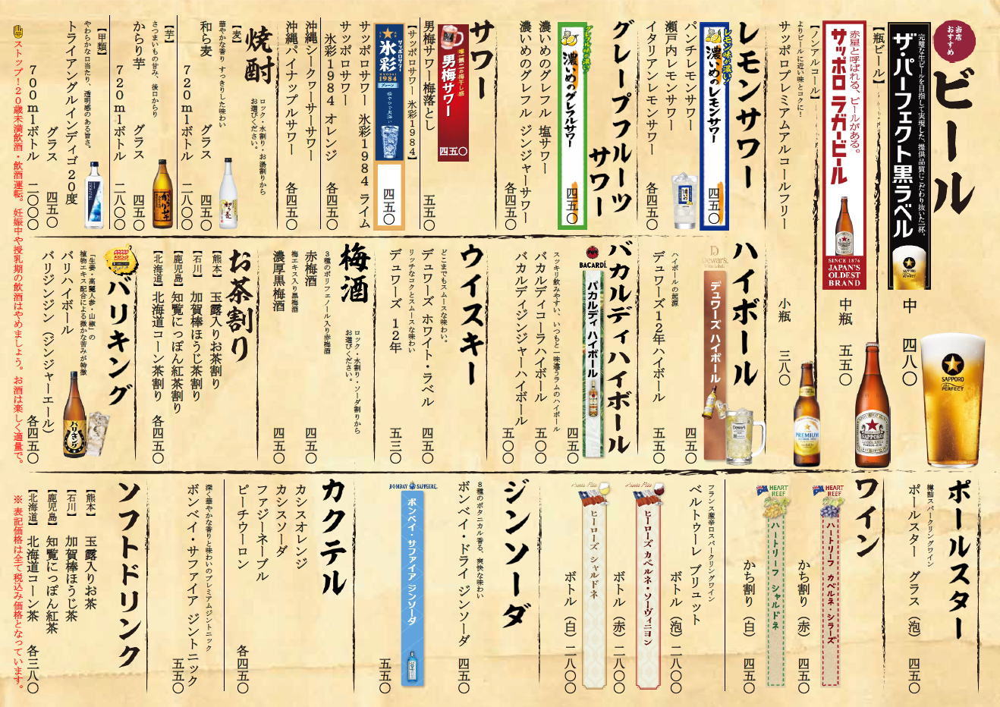 当店おすすめ
ビール
完璧な生ビールを目指して実現した、提供品質にこだわり抜いた一杯。
ザ・パーフェクト黒ラベル
中 四八〇
【瓶ビール】
赤星と呼ばれる、ビールがある。
サッポロ ラガービール
SINCE 1876
JAPAN'S
OLDEST
BRAND
中瓶 五五〇
【ノンアルコール】
よりビールに近い味とコクに!
サッポロプレミアムアルコールフリー
小瓶 三八〇
レモンサワー
レモン味が濃い!
濃いめのレモンサワー 四五〇
パンチレモンサワー
瀬戸内レモンサワー
イタリアンレモンサワー
各四五〇
グレープフルーツサワー
グレフル味が濃い!
濃いめのグレフルサワー 四五〇
濃いめのグレフル 塩サワー
濃いめのグレフル ジンジャーサワー
各四五〇
サワー
唯一無二の梅干し感
男梅サワー 四五〇
男梅サワー梅落とし 五五〇
【サッポロサワー 氷彩1984】
サッポロサワー
氷彩
1984
プレーン
四五〇
サッポロサワー 氷彩1984 ライム
サッポロサワー
氷彩1984 オレンジ
各四五〇
沖縄シークワーサーサワー
沖縄パイナップルサワー
各四五〇
焼酎
ロック・水割り・お湯割りから
お選びください。
【麦】
華やかな香り すっきりした味わい
和ら麦 グラス 四五〇
720mlボトル 二八〇〇
【芋】
さつまいもの甘み、後口からり
からり芋 グラス 四五〇
720mlボトル 二八〇〇
【甲類】
やわらかな口当たり、透明感のある旨さ。
トライアングルインディゴ20度
グラス 四五〇
700mlボトル 二〇〇〇
ハイボール
Dewar's
White Label
デュワーズ ハイボール 四五〇
ハイボールの起源
デュワーズ12年ハイボール 五五〇
バカルディハイボール
BACARDÍ
バカルディ ハイボール 四五〇
スッキリ飲みやすい、いつもと一味違うラムのハイボール
バカルディコーラハイボール 五〇〇
バカルディジンジャーハイボール 五〇〇
ウイスキー
どこまでもスムースな味わい。
デュワーズ ホワイト・ラベル 四五〇
リッチなコクとスムースな味わい
デュワーズ 12年 五三〇
梅酒
ロック・水割り・ソーダ割りから
お選びください。
3種のポリフェノール入り赤梅酒
赤梅酒 四五〇
梅エキス入り黒梅酒
濃厚黒梅酒 四五〇
お茶割り
【熊本】 玉露入りお茶割り
【石川】 加賀棒ほうじ茶割り
【鹿児島】 知覧にっぽん紅茶割り
【北海道】 北海道コーン茶割り
各四五〇
バリキング
「生姜・高麗人参・山椒」の
植物エキス配合による微かな苦みが特徴
バリハイボール
バリジンジン(ジンジャーエール)
各四五〇
ポールスター
樽詰スパークリングワイン
ポールスター グラス(泡) 四五〇
ワイン
HEART
REEF
ハートリーフ カベルネ・シラーズ
かち割り(赤) 四五〇
HEART
REEF
ハートリーフ シャルドネ
かち割り(白) 四五〇
フランス産辛口スパークリングワイン
ベルトゥーレ ブリュット
ボトル(泡) 二八〇〇
ヒーローズ カベルネ・ソーヴィニヨン
ボトル(赤) 二八〇〇
ヒーローズ シャルドネ
ボトル(白) 二八〇〇
ジンソーダ
8種のボタニカル香る、爽快な味わい
ボンベイ・ドライ ジンソーダ 四五〇
BOMBAY SAPPHIRE
ボンベイ・サファイア ジンソーダ
五五〇
カクテル
カシスオレンジ
カシスソーダ
ファジーネーブル
ピーチウーロン
各四五〇
深く華やかな香りと味わいのプレミアムジントニック
ボンベイ・サファイア ジントニック
五五〇
ソフトドリンク
【熊本】 玉露入りお茶
【石川】 加賀棒ほうじ茶
【鹿児島】 知覧にっぽん紅茶
【北海道】 北海道コーン茶
各三八〇
ストップ!20歳未満飲酒・飲酒運転。妊娠中や授乳期の飲酒はやめましょう。お酒は楽しく適量で。
※表記価格は全て税込み価格となっています。